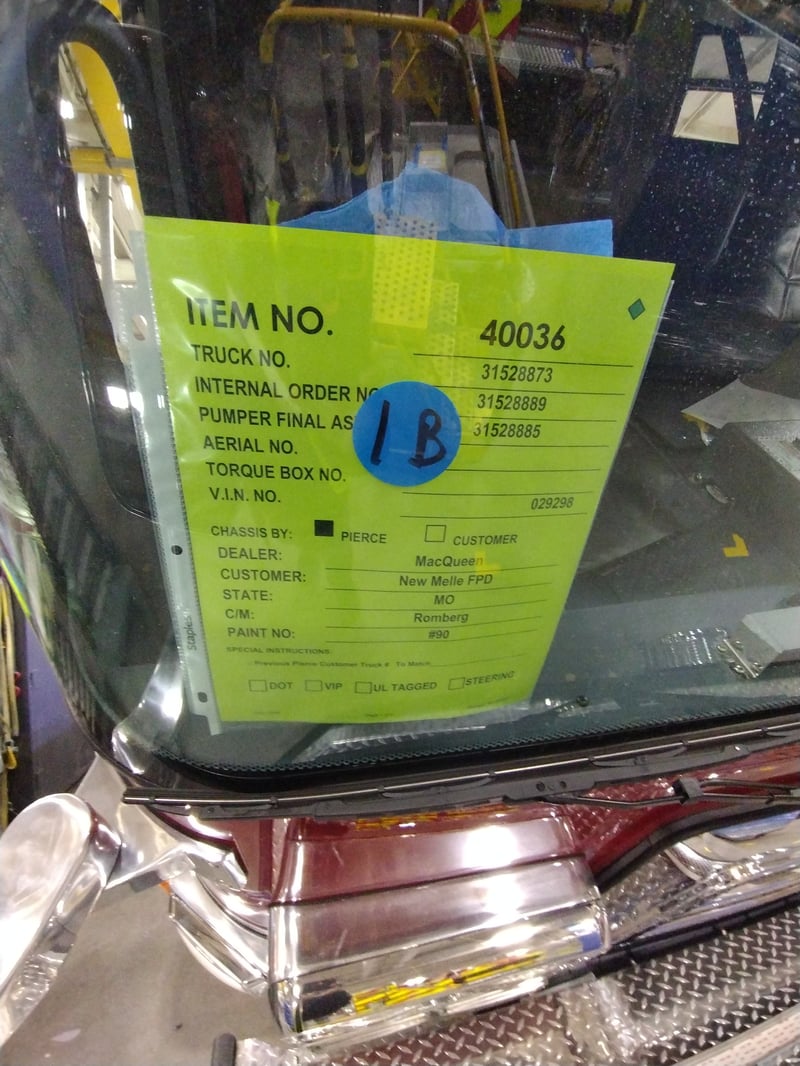 ITEM NO. 40036
TRUCK NO. 31528873
INTERNAL ORDER NO 31528889
PUMPER FINAL AS 31528885
1B
AERIAL NO.
TORQUE BOX NO.
V.I.N. NO. 029298
CHASSIS BY: PIERCE CUSTOMER
DEALER: MacQueen
CUSTOMER: New Melle FPD
STATE: MO
C/M: Romberg
PAINT NO: #90
SPECIAL INSTRUCTIONS:
Previous Pierce Customer Truck # To Match
DOT VIP UL TAGGED STEERING
staples